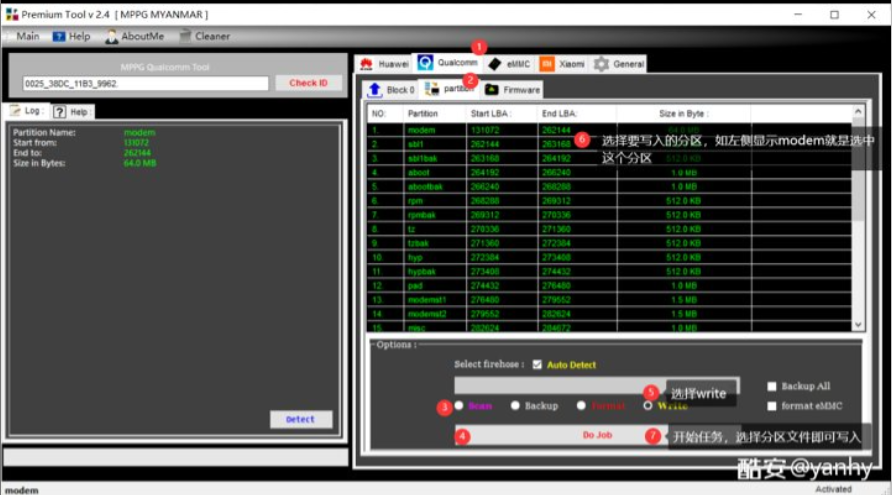 Premium Tool v 2.4 [ MPPG MYANMAR ]
Main Help AboutMe Cleaner
MPPG Qualcomm Tool
0025_38DC_11B3_9962. Check ID
Log : Help :
Partition Name: modem
Start from: 131072
End to: 262144
Size in Bytes: 64.0 MB
Detect
1
Huawei Qualcomm eMMC Xiaomi General
2
Block 0 partition Firmware
NO: Partition Start LBA : End LBA: Size in Byte :
1. modem 131072 262144 64.0 MB
2. sbl1 262144 263168
3. sbl1bak 263168 264192 512.0 KB
4. aboot 264192 266240 1.0 MB
5. abootbak 266240 268288 1.0 MB
6. rpm 268288 269312 512.0 KB
7. rpmbak 269312 270336 512.0 KB
8. tz 270336 271360 512.0 KB
9. tzbak 271360 272384 512.0 KB
10. hyp 272384 273408 512.0 KB
11. hypbak 273408 274432 512.0 KB
12. pad 274432 276480 1.0 MB
13. modemst1 276480 279552 1.5 MB
14. modemst2 279552 282624 1.5 MB
15. misc 282624 284672 1.0 MB
6 选择要写入的分区，如左侧显示modem就是选中
这个分区
Options :
Select firehose : Auto Detect
5 选择write
Backup All
3 Scan Backup Format Write format eMMC
4 Do Job 7 开始任务，选择分区文件即可写入
酷安 @yanhy
modem Activated